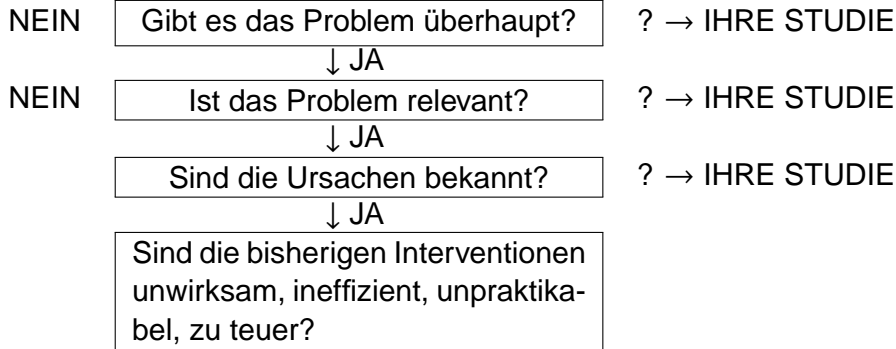 NEIN Gibt es das Problem überhaupt? ? → IHRE STUDIE
↓ JA
NEIN Ist das Problem relevant? ? → IHRE STUDIE
↓ JA
Sind die Ursachen bekannt? ? → IHRE STUDIE
↓ JA
Sind die bisherigen Interventionen
unwirksam, ineffizient, unpraktika-
bel, zu teuer?